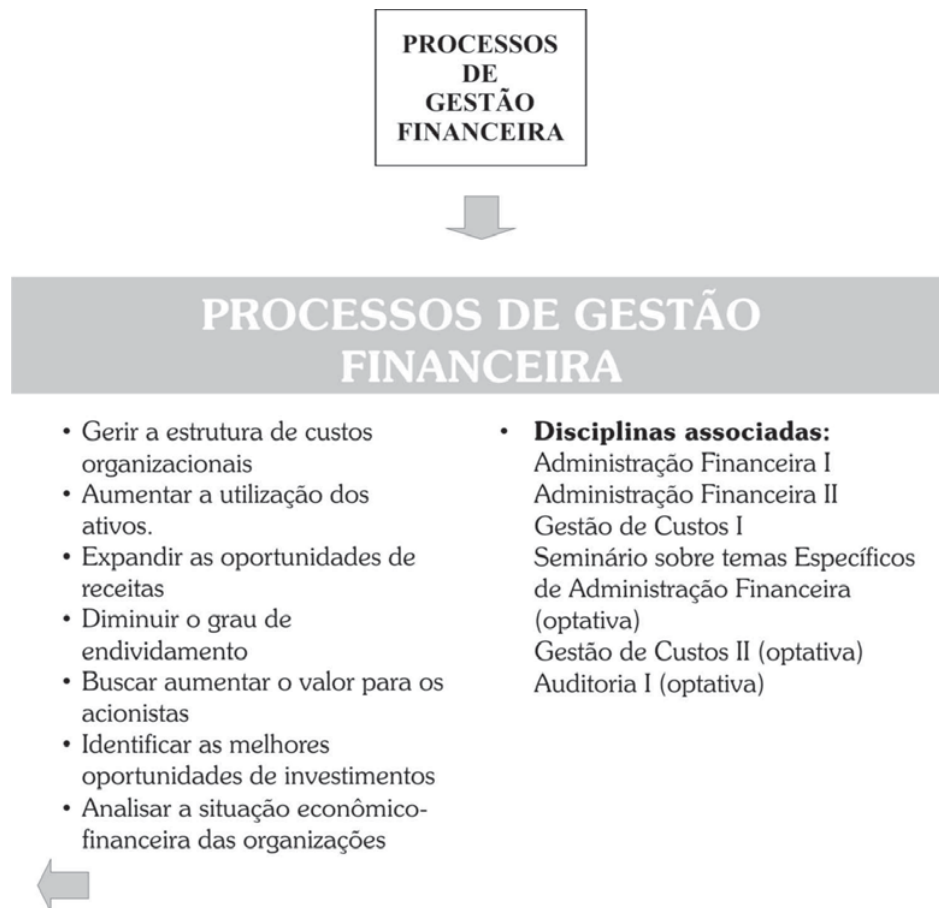 PROCESSOS
DE
GESTÃO
FINANCEIRA
PROCESSOS DE GESTÃO
FINANCEIRA
• Gerir a estrutura de custos
organizacionais
• Aumentar a utilização dos
ativos.
• Expandir as oportunidades de
receitas
• Diminuir o grau de
endividamento
• Buscar aumentar o valor para os
acionistas
• Identificar as melhores
oportunidades de investimentos
• Analisar a situação econômico-
financeira das organizações
• Disciplinas associadas:
Administração Financeira I
Administração Financeira II
Gestão de Custos I
Seminário sobre temas Específicos
de Administração Financeira
(optativa)
Gestão de Custos II (optativa)
Auditoria I (optativa)